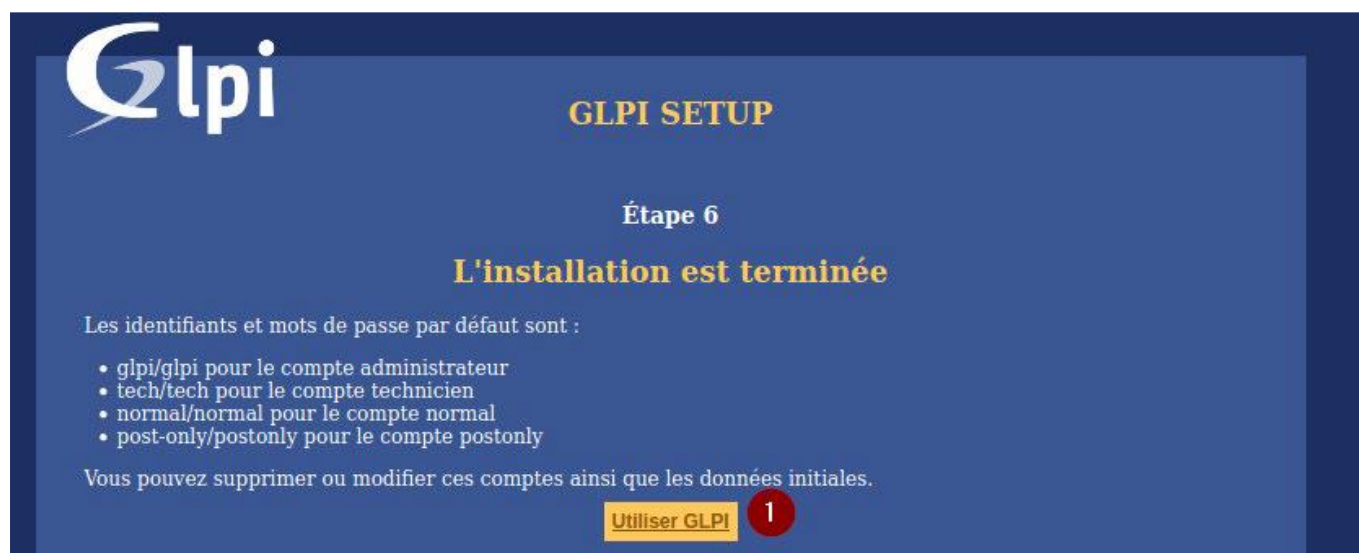 Glpi
GLPI SETUP
Étape 6
L'installation est terminée
Les identifiants et mots de passe par défaut sont :
• glpi/glpi pour le compte administrateur
• tech/tech pour le compte technicien
• normal/normal pour le compte normal
• post-only/postonly pour le compte postonly
Vous pouvez supprimer ou modifier ces comptes ainsi que les données initiales.
Utiliser GLPI 1